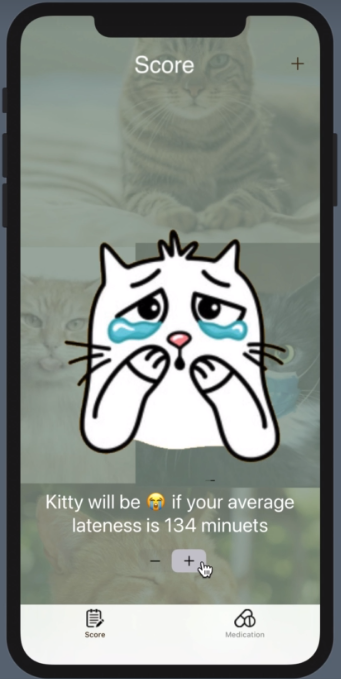 Score
+
Kitty will be 😭 if your average
lateness is 134 minuets
− +
Score Medication